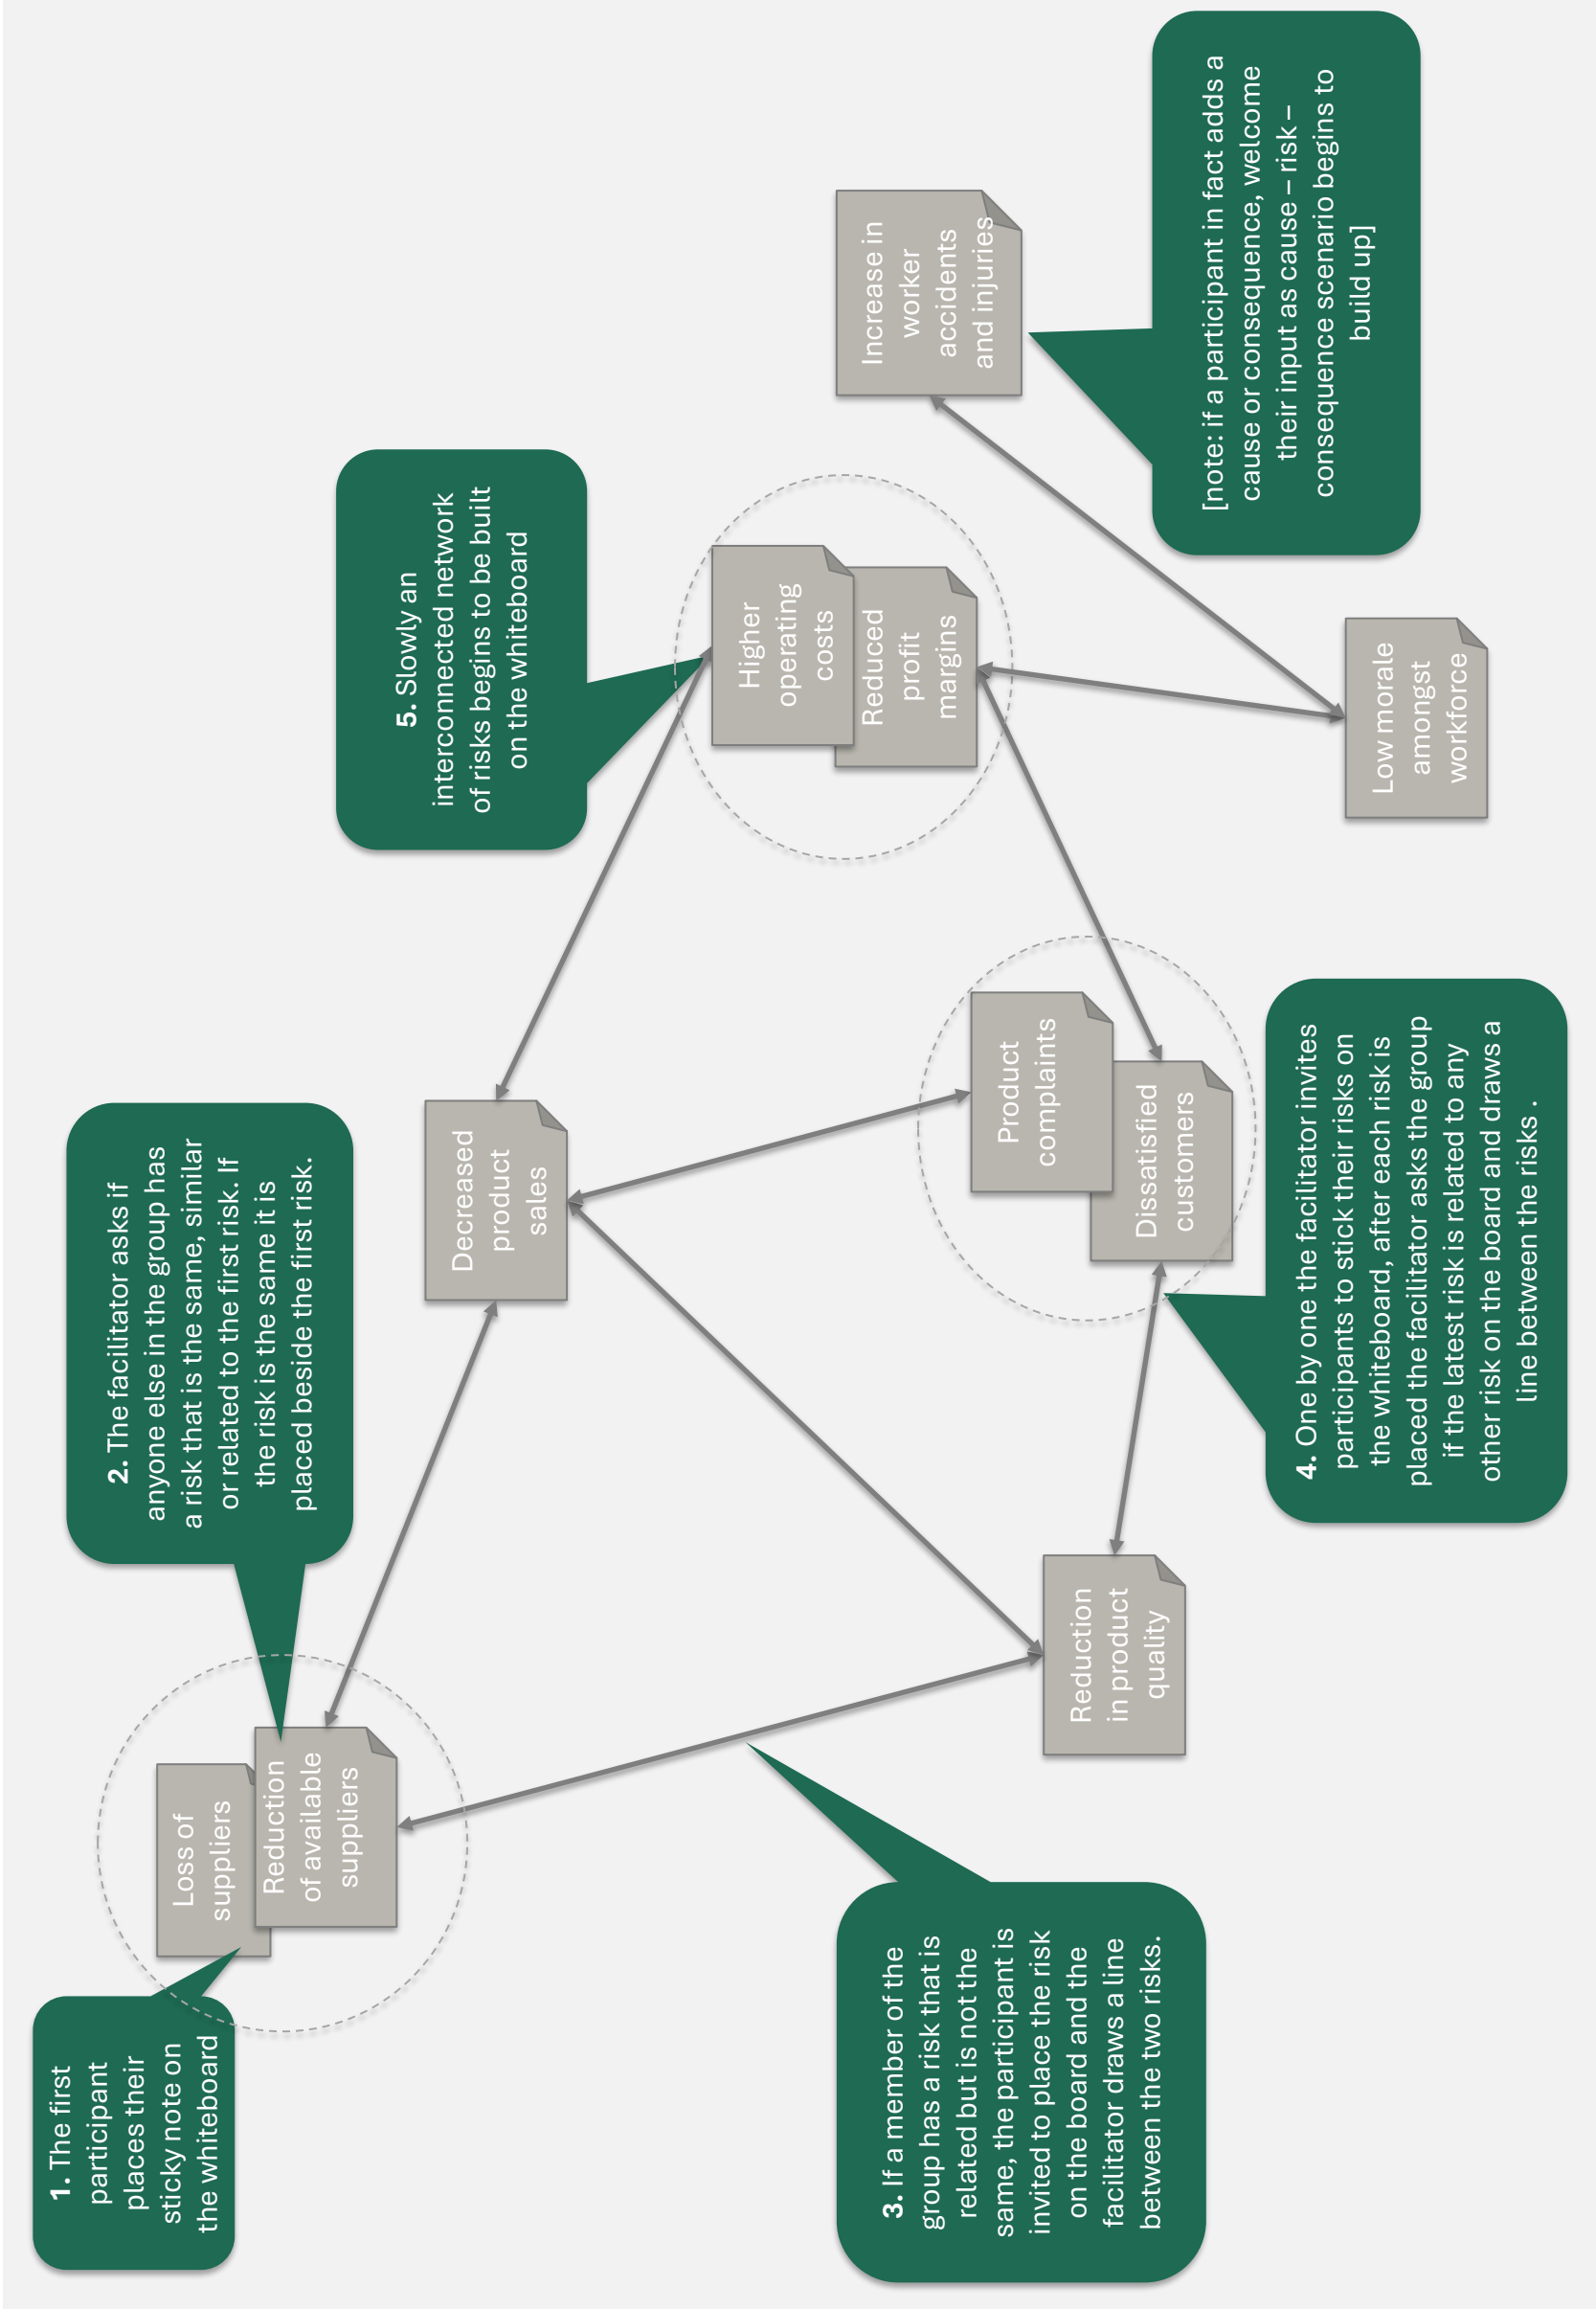 1. The first
participant
places their
sticky note on
the whiteboard
Loss of
suppliers
Reduction
of available
suppliers
2. The facilitator asks if
anyone else in the group has
a risk that is the same, similar
or related to the first risk. If
the risk is the same it is
placed beside the first risk.
3. If a member of the
group has a risk that is
related but is not the
same, the participant is
invited to place the risk
on the board and the
facilitator draws a line
between the two risks.
Reduction
in product
quality
Decreased
product
sales
Product
complaints
Dissatisfied
customers
4. One by one the facilitator invites
participants to stick their risks on
the whiteboard, after each risk is
placed the facilitator asks the group
if the latest risk is related to any
other risk on the board and draws a
line between the risks .
5. Slowly an
interconnected network
of risks begins to be built
on the whiteboard
Higher
operating
costs
Reduced
profit
margins
Low morale
amongst
workforce
Increase in
worker
accidents
and injuries
[note: if a participant in fact adds a
cause or consequence, welcome
their input as cause – risk –
consequence scenario begins to
build up]